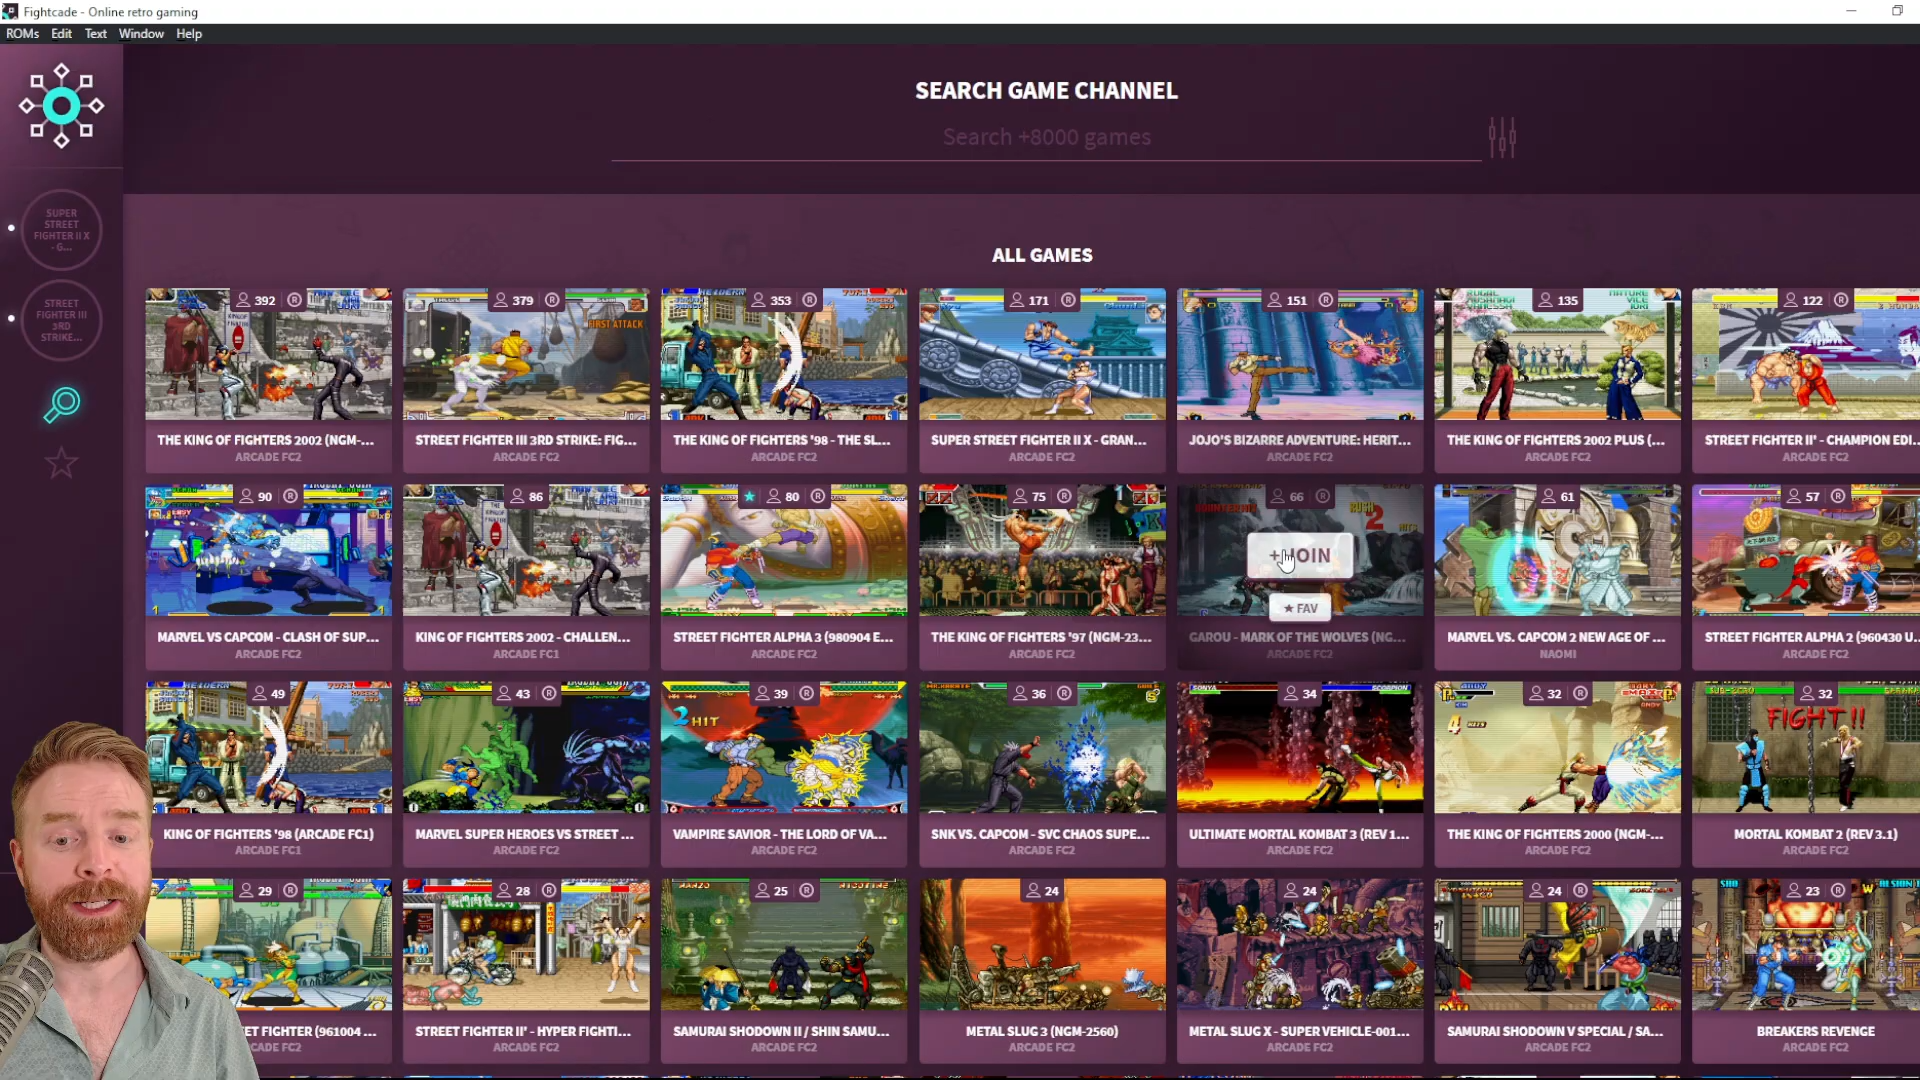 Fightcade - Online retro gaming
ROMs Edit Text Window Help
SEARCH GAME CHANNEL
Search +8000 games
SUPER
STREET
FIGHTER II X
- G...
STREET
FIGHTER III
3RD
STRIKE...
ALL GAMES
392 R
379 R
353 R
171 R
151 R
135
122 R
FIRST ATTACK
THE KING OF FIGHTERS 2002 (NGM-...
ARCADE FC2
STREET FIGHTER III 3RD STRIKE: FIG...
ARCADE FC2
THE KING OF FIGHTERS '98 - THE SL...
ARCADE FC2
SUPER STREET FIGHTER II X - GRAN...
ARCADE FC2
JOJO'S BIZARRE ADVENTURE: HERIT...
ARCADE FC2
THE KING OF FIGHTERS 2002 PLUS (...
ARCADE FC2
STREET FIGHTER II' - CHAMPION EDI...
ARCADE FC2
90 R
86
80 R
75 R
66 R
61
57 R
+ JOIN
★ FAV
MARVEL VS CAPCOM - CLASH OF SUP...
ARCADE FC2
KING OF FIGHTERS 2002 - CHALLEN...
ARCADE FC1
STREET FIGHTER ALPHA 3 (980904 E...
ARCADE FC2
THE KING OF FIGHTERS '97 (NGM-23...
ARCADE FC2
GAROU - MARK OF THE WOLVES (NG...
ARCADE FC2
MARVEL VS. CAPCOM 2 NEW AGE OF ...
NAOMI
STREET FIGHTER ALPHA 2 (960430 U...
ARCADE FC2
49
43 R
39 R
36 R
34
32 R
32
2 HIT
SONYA
SCORPION
FIGHT!!
KING OF FIGHTERS '98 (ARCADE FC1)
ARCADE FC1
MARVEL SUPER HEROES VS STREET ...
ARCADE FC2
VAMPIRE SAVIOR - THE LORD OF VA...
ARCADE FC2
SNK VS. CAPCOM - SVC CHAOS SUPE...
ARCADE FC2
ULTIMATE MORTAL KOMBAT 3 (REV 1...
ARCADE FC2
THE KING OF FIGHTERS 2000 (NGM-...
ARCADE FC2
MORTAL KOMBAT 2 (REV 3.1)
ARCADE FC2
29 R
28 R
25 R
24
24
24 R
23 R
ET FIGHTER (961004 ...
CADE FC2
STREET FIGHTER II' - HYPER FIGHTI...
ARCADE FC2
SAMURAI SHODOWN II / SHIN SAMU...
ARCADE FC2
METAL SLUG 3 (NGM-2560)
ARCADE FC2
METAL SLUG X - SUPER VEHICLE-001...
ARCADE FC2
SAMURAI SHODOWN V SPECIAL / SA...
ARCADE FC2
BREAKERS REVENGE
ARCADE FC2